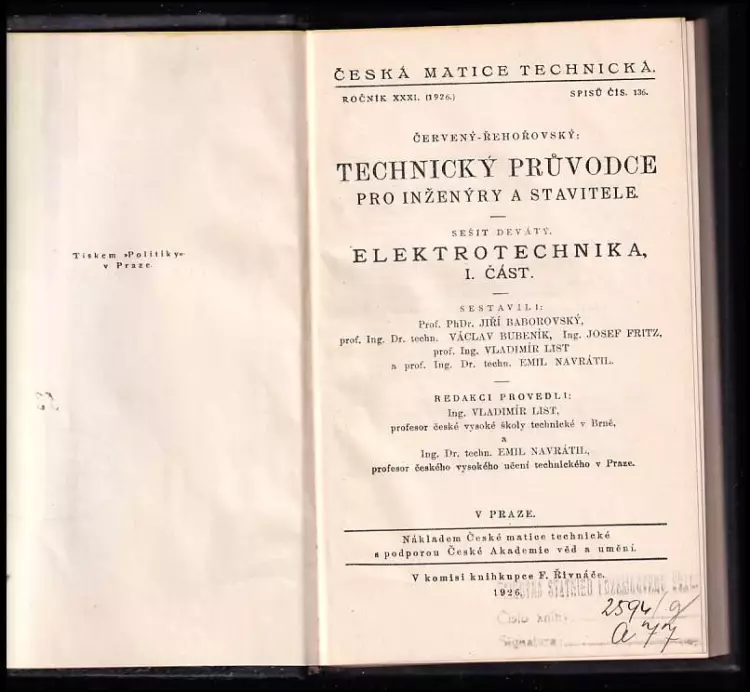 Tiskem »Politiky«
v Praze.
ČESKÁ MATICE TECHNICKÁ.
ROČNÍK XXXI. (1926.) SPISŮ ČÍS. 136.
ČERVENÝ-ŘEHOŘOVSKÝ:
TECHNICKÝ PRŮVODCE
PRO INŽENÝRY A STAVITELE.
SEŠIT DEVÁTÝ.
ELEKTROTECHNIKA,
I. ČÁST.
SESTAVILI:
Prof. PhDr. JIŘÍ BABOROVSKÝ,
prof. Ing. Dr. techn. VÁCLAV BUBENÍK, Ing. JOSEF FRITZ,
prof. Ing. VLADIMÍR LIST
a prof. Ing. Dr. techn. EMIL NAVRÁTIL.
REDAKCI PROVEDLI:
Ing. VLADIMÍR LIST,
profesor české vysoké školy technické v Brně,
a
Ing. Dr. techn. EMIL NAVRÁTIL,
profesor českého vysokého učení technického v Praze.
V PRAZE.
Nákladem České matice technické
s podporou České Akademie věd a umění.
V komisi knihkupce F. Řivnáče.
1926.
Číslo knihy 2594/g
Signatura